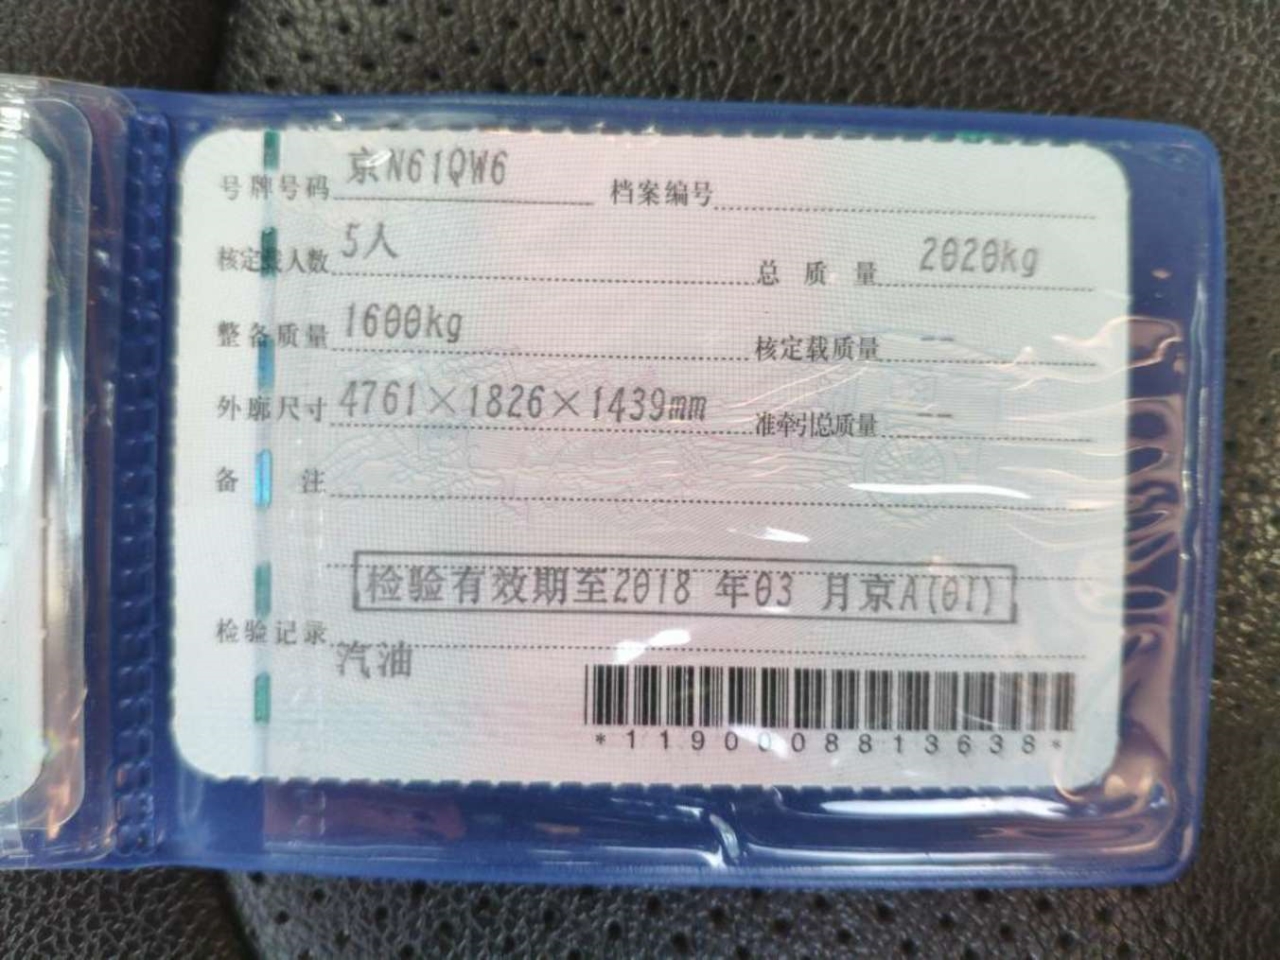 号牌号码 京N61QW6 档案编号
核定载人数 5人 总质量 2020kg
整备质量 1600kg 核定载质量 --
外廓尺寸 4761×1826×1439mm 准牵引总质量 --
备注
检验有效期至2018 年03 月京A(01)
检验记录
汽油
*1190008813638*